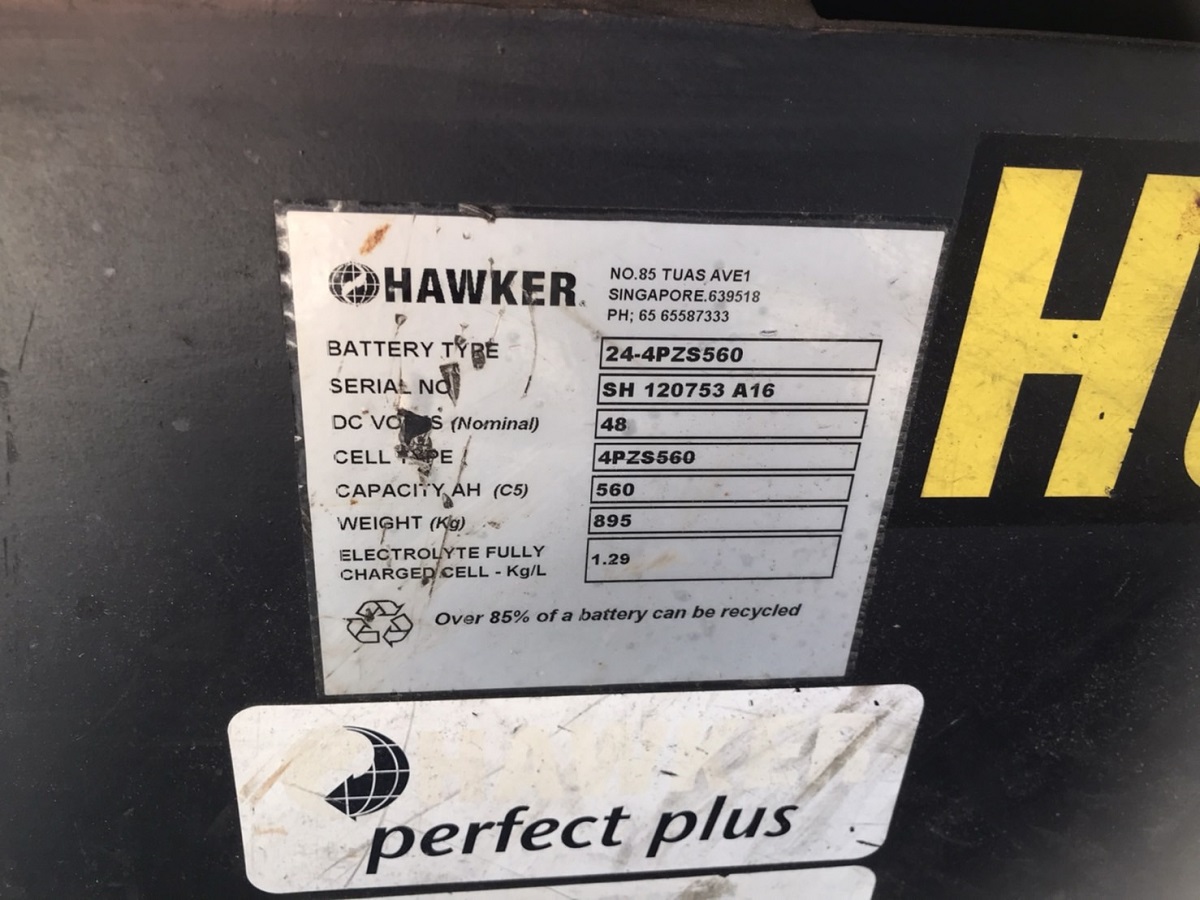 HAWKER
NO.85 TUAS AVE1
SINGAPORE.639518
PH; 65 65587333
BATTERY TYPE 24-4PZS560
SERIAL NO SH 120753 A16
DC VOLTS (Nominal) 48
CELL TYPE 4PZS560
CAPACITY AH (C5) 560
WEIGHT (Kg) 895
ELECTROLYTE FULLY
CHARGED CELL - Kg/L 1.29
Over 85% of a battery can be recycled
HAWKER
perfect plus
H